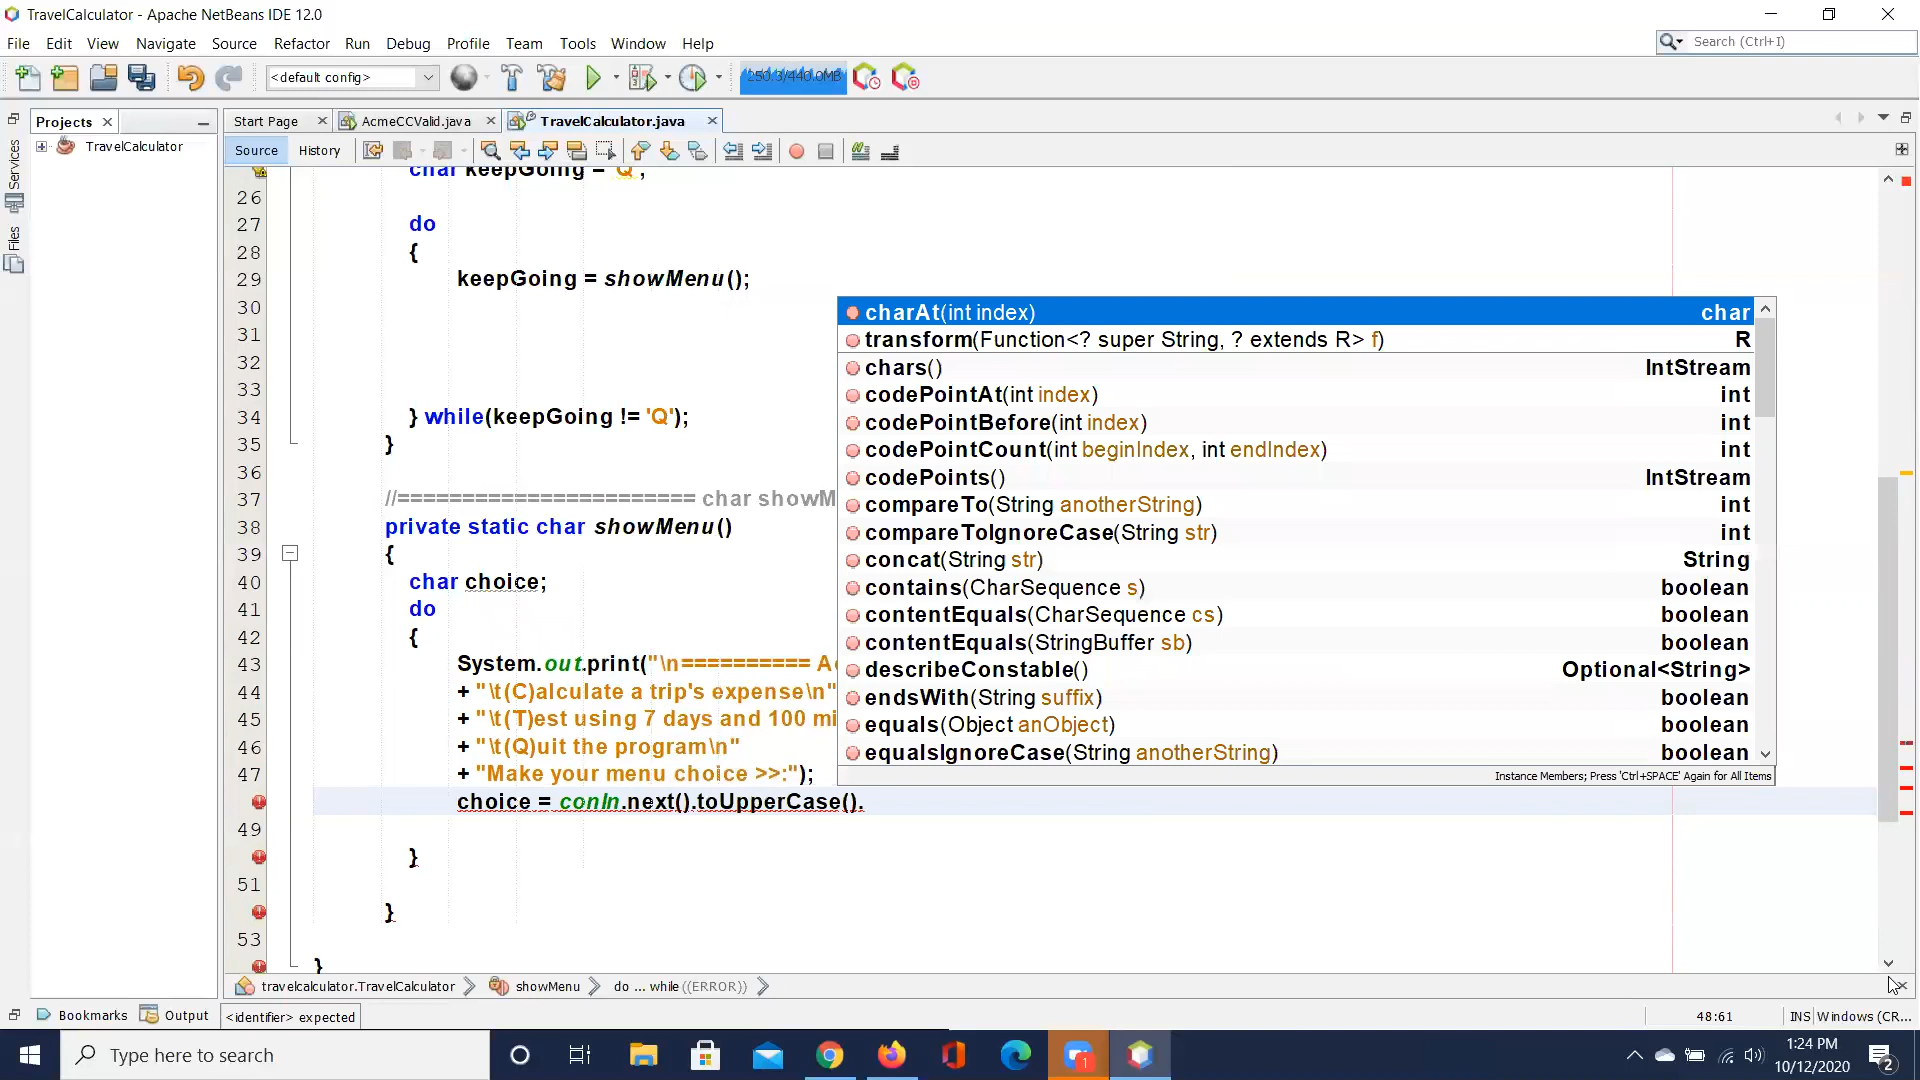 TravelCalculator - Apache NetBeans IDE 12.0
File Edit View Navigate Source Refactor Run Debug Profile Team Tools Window Help
Search (Ctrl+I)
<default config>
250.3/440.0MB
Projects
Start Page
AcmeCCValid.java
TravelCalculator.java
TravelCalculator
Services
Files
Source
History
char keepGoing = 'Q';
26
27 do
28 {
29 keepGoing = showMenu();
30
31
32
33
34 } while(keepGoing != 'Q');
35 }
36
37 //======================= char showM
38 private static char showMenu()
39 {
40 char choice;
41 do
42 {
43 System.out.print("\n========== A
44 + "\t(C)alculate a trip's expense\n"
45 + "\t(T)est using 7 days and 100 mi
46 + "\t(Q)uit the program\n"
47 + "Make your menu choice >>:");
choice = conIn.next().toUpperCase().
49
}
51
}
53
}
charAt(int index) char
transform(Function<? super String, ? extends R> f) R
chars() IntStream
codePointAt(int index) int
codePointBefore(int index) int
codePointCount(int beginIndex, int endIndex) int
codePoints() IntStream
compareTo(String anotherString) int
compareToIgnoreCase(String str) int
concat(String str) String
contains(CharSequence s) boolean
contentEquals(CharSequence cs) boolean
contentEquals(StringBuffer sb) boolean
describeConstable() Optional<String>
endsWith(String suffix) boolean
equals(Object anObject) boolean
equalsIgnoreCase(String anotherString) boolean
Instance Members; Press 'Ctrl+SPACE' Again for All Items
travelcalculator.TravelCalculator
showMenu
do ... while ((ERROR))
Bookmarks
Output
<identifier> expected
48:61
INS
Windows (CR...
Type here to search
1
1:24 PM
10/12/2020
2